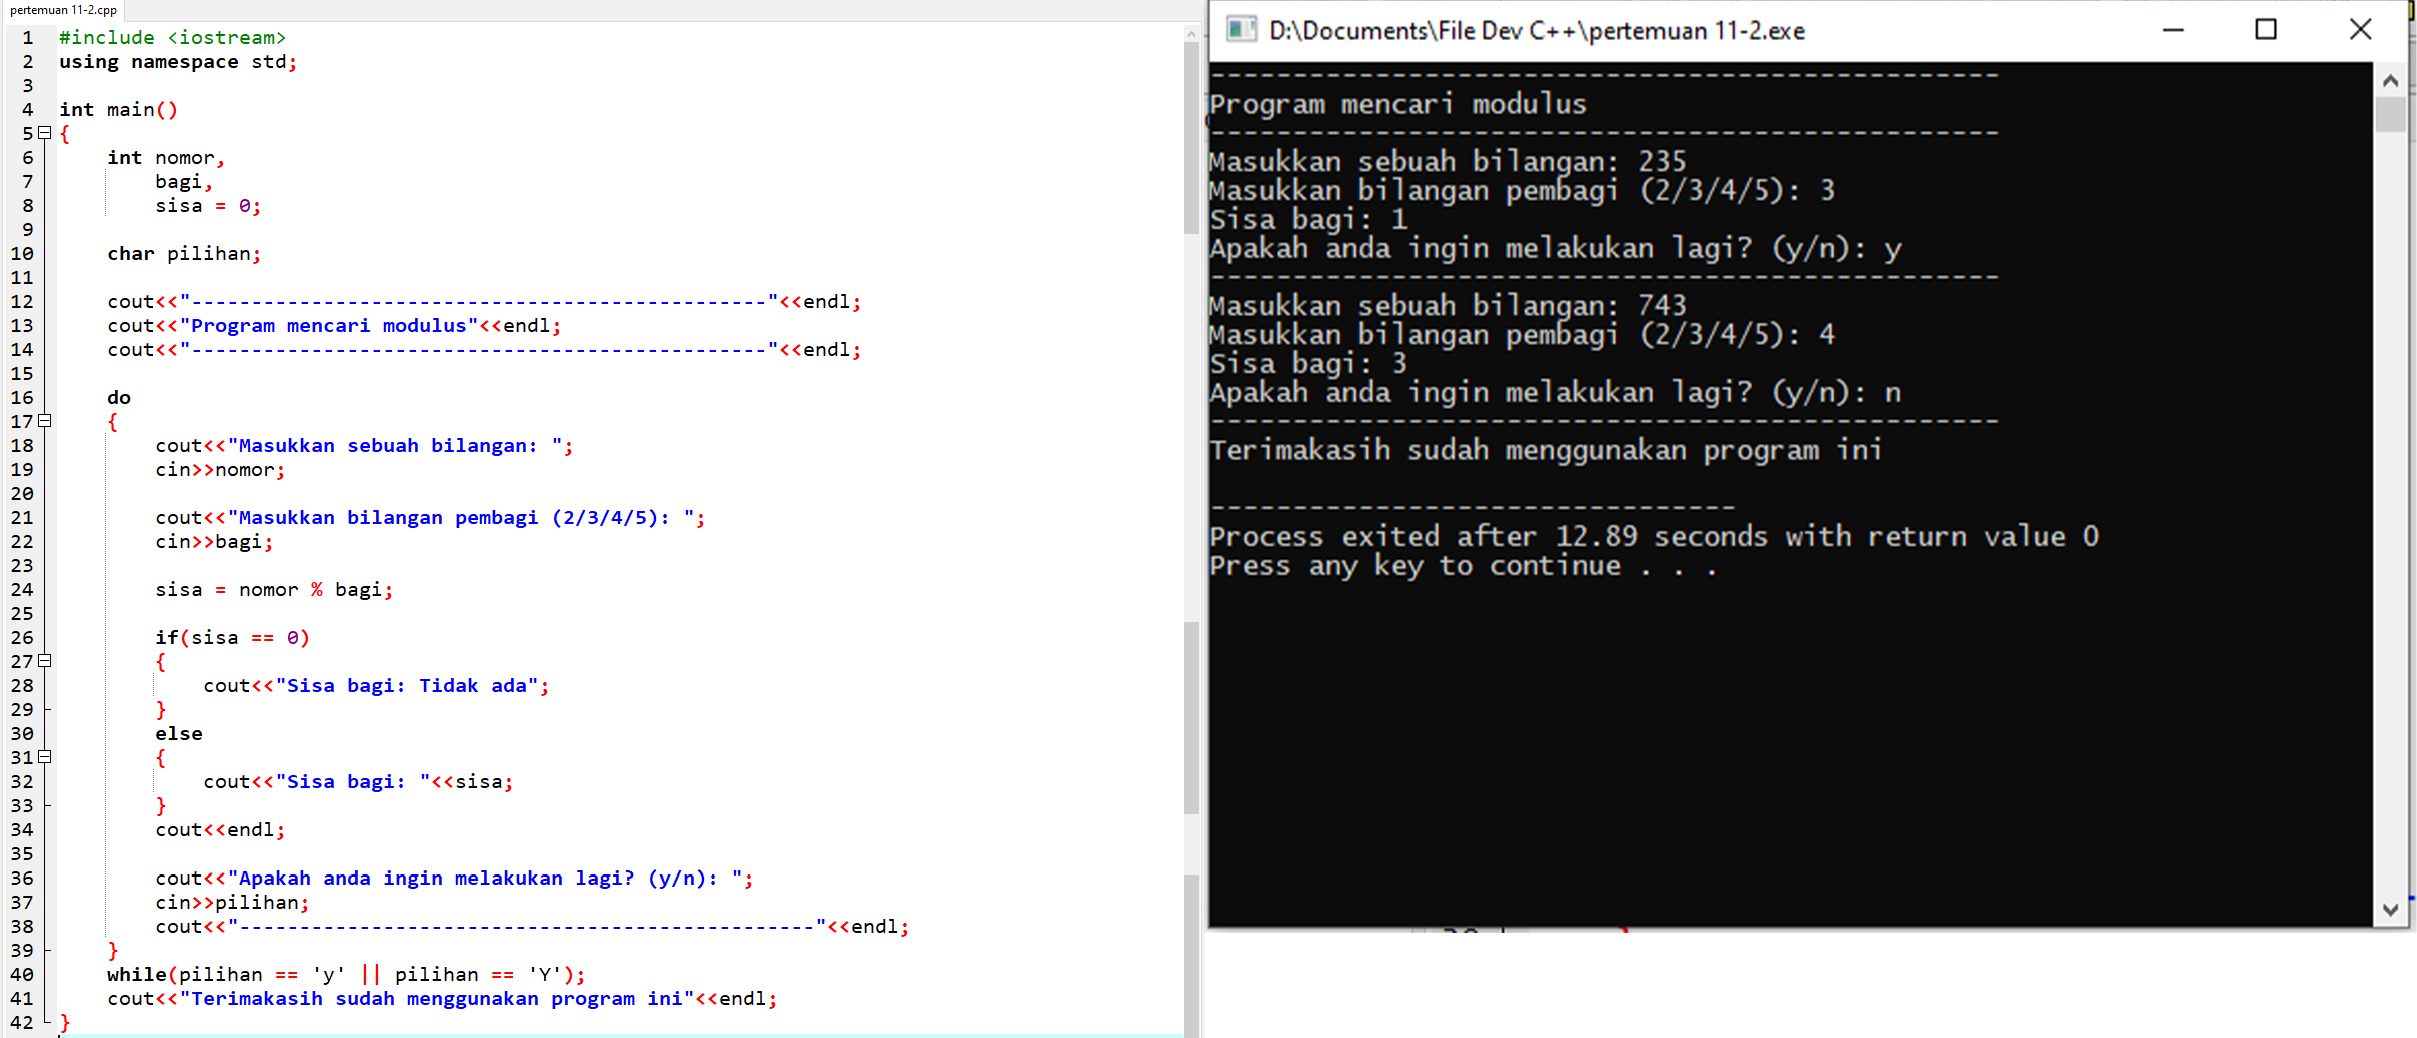 pertemuan 11-2.cpp
1 #include <iostream>
2 using namespace std;
3
4 int main()
5 {
6     int nomor,
7         bagi,
8         sisa = 0;
9
10     char pilihan;
11
12     cout<<"------------------------------------------------"<<endl;
13     cout<<"Program mencari modulus"<<endl;
14     cout<<"------------------------------------------------"<<endl;
15
16     do
17     {
18         cout<<"Masukkan sebuah bilangan: ";
19         cin>>nomor;
20
21         cout<<"Masukkan bilangan pembagi (2/3/4/5): ";
22         cin>>bagi;
23
24         sisa = nomor % bagi;
25
26         if(sisa == 0)
27         {
28             cout<<"Sisa bagi: Tidak ada";
29         }
30         else
31         {
32             cout<<"Sisa bagi: "<<sisa;
33         }
34         cout<<endl;
35
36         cout<<"Apakah anda ingin melakukan lagi? (y/n): ";
37         cin>>pilihan;
38         cout<<"------------------------------------------------"<<endl;
39     }
40     while(pilihan == 'y' || pilihan == 'Y');
41     cout<<"Terimakasih sudah menggunakan program ini"<<endl;
42 }
D:\Documents\File Dev C++\pertemuan 11-2.exe
------------------------------------------------
Program mencari modulus
------------------------------------------------
Masukkan sebuah bilangan: 235
Masukkan bilangan pembagi (2/3/4/5): 3
Sisa bagi: 1
Apakah anda ingin melakukan lagi? (y/n): y
------------------------------------------------
Masukkan sebuah bilangan: 743
Masukkan bilangan pembagi (2/3/4/5): 4
Sisa bagi: 3
Apakah anda ingin melakukan lagi? (y/n): n
------------------------------------------------
Terimakasih sudah menggunakan program ini

--------------------------------
Process exited after 12.89 seconds with return value 0
Press any key to continue . . .